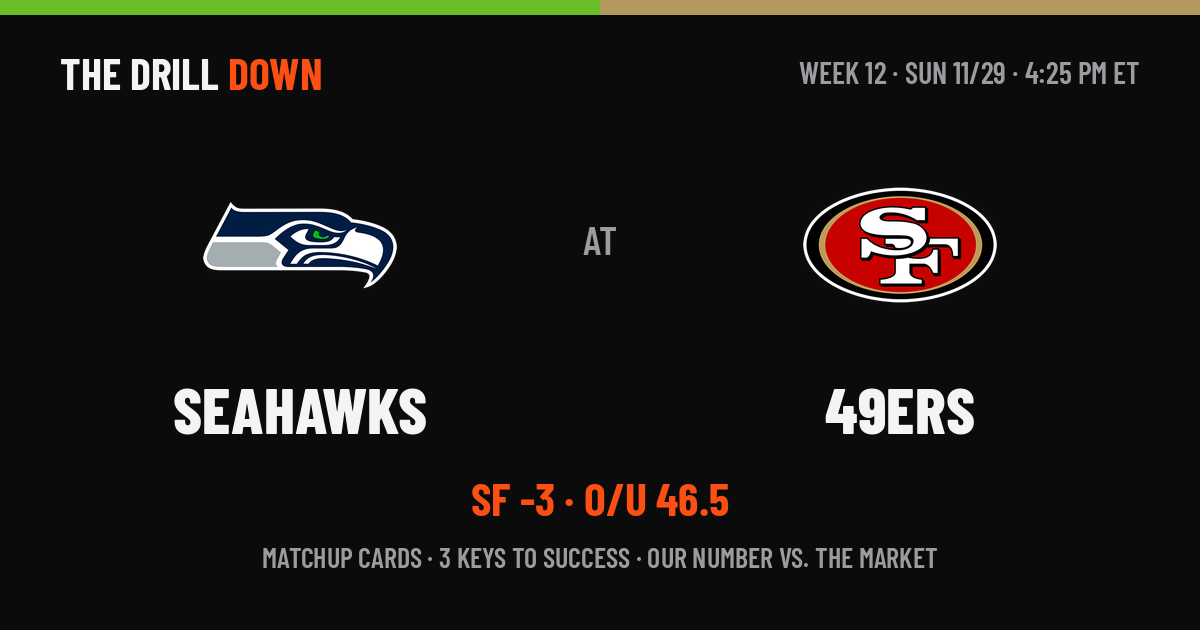 THE DRILL DOWN
WEEK 12 · SUN 11/29 · 4:25 PM ET
AT
SF
SEAHAWKS
49ERS
SF -3 · O/U 46.5
MATCHUP CARDS · 3 KEYS TO SUCCESS · OUR NUMBER VS. THE MARKET